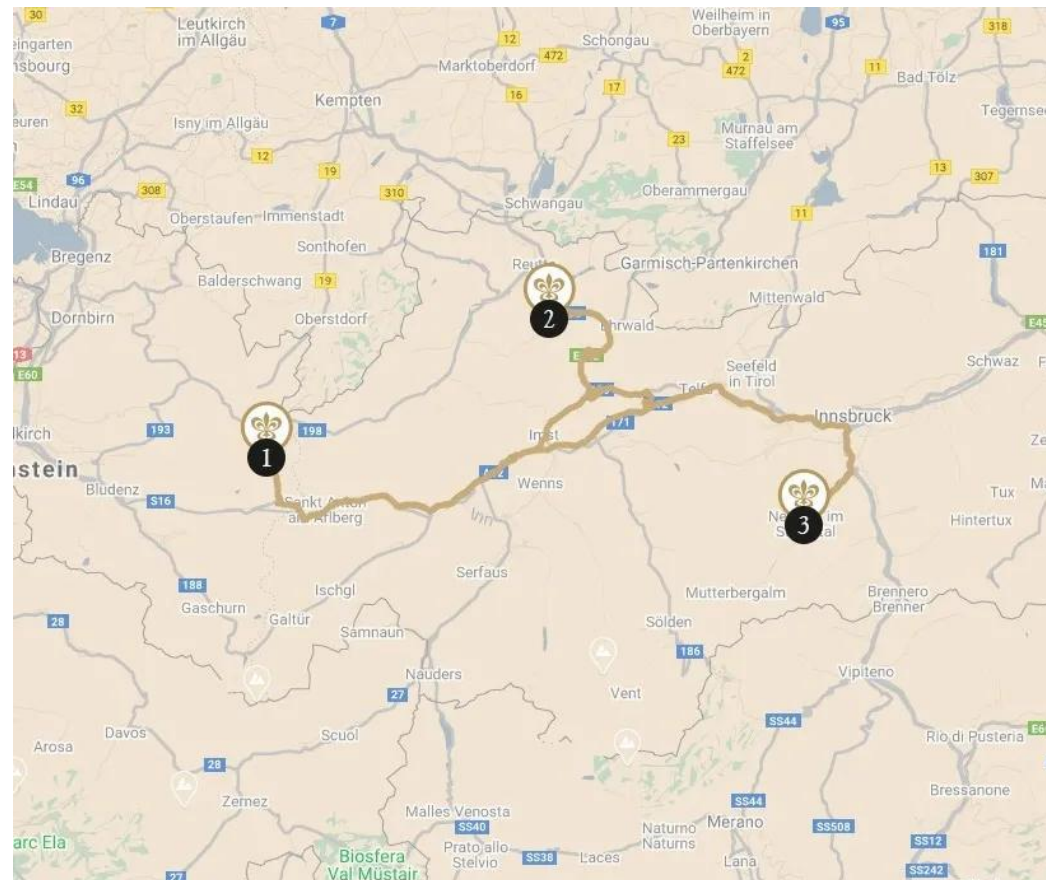 30
Leutkirch
im Allgäu
7
Weilheim in
Oberbayern
95
318
12
472
Schongau
2
472
11
Bad Tölz
Marktoberdorf
16
17
Kempten
32
Isny im Allgäu
12
19
23
Murnau am
Staffelsee
13
307
E54
96
308
310
Lindau
Schwangau
Oberammergau
11
Oberstaufen
Immenstadt
Sonthofen
181
Bregenz
Balderschwang
19
Garmisch-Partenkirchen
Mittenwald
Dornbirn
Oberstdorf
2
Ehrwald
13
E60
Seefeld
in Tirol
Schwaz
193
198
171
Innsbruck
1
Imst
stein
Bludenz
S16
Wenns
3
Tux
Hintertux
Inn
188
Serfaus
Ischgl
Gaschurn
Galtür
Mutterbergalm
Brennero
Brenner
28
Samnaun
Sölden
186
Nauders
27
Vent
Vipiteno
SS44
Davos
Scuol
Arosa
Rio di Pusteria
28
Zernez
SS44
Bressanone
Malles Venosta
SS40
Prato allo
Stelvio
SS38
Laces
Naturno
Naturns
Merano
SS508
SS12
Lana
SS242
Biosfera
Val Müstair
27